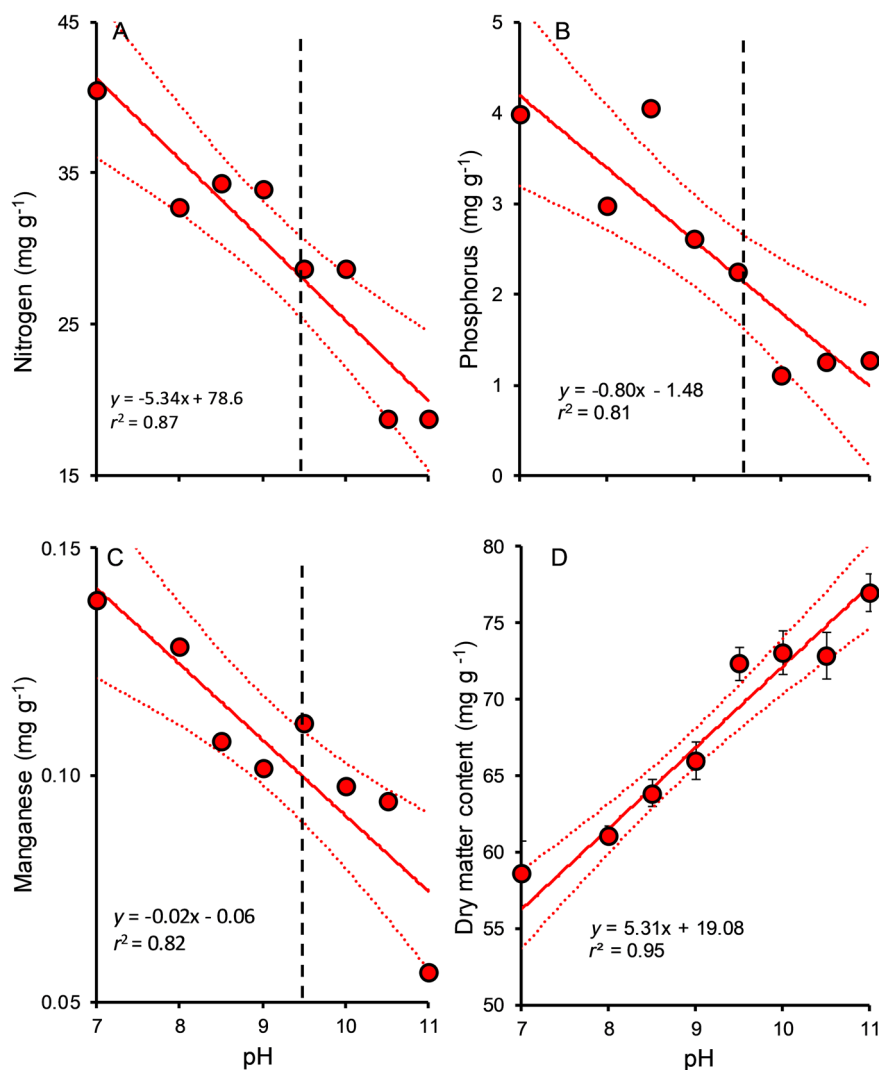 A
45
35
25
15
Nitrogen (mg g⁻¹)
y = -5.34x + 78.6
r² = 0.87
B
5
4
3
2
1
0
Phosphorus (mg g⁻¹)
y = -0.80x - 1.48
r² = 0.81
C
0.15
0.10
0.05
Manganese (mg g⁻¹)
y = -0.02x - 0.06
r² = 0.82
7 8 9 10 11
pH
D
80
75
70
65
60
55
50
Dry matter content (mg g⁻¹)
y = 5.31x + 19.08
r² = 0.95
7 8 9 10 11
pH